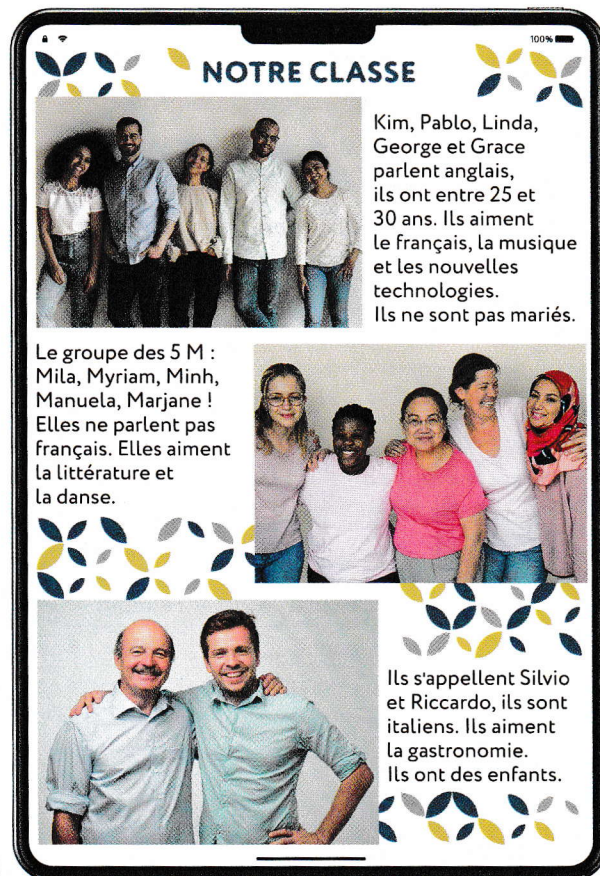 100%
NOTRE CLASSE
Kim, Pablo, Linda,
George et Grace
parlent anglais,
ils ont entre 25 et
30 ans. Ils aiment
le français, la musique
et les nouvelles
technologies.
Ils ne sont pas mariés.
Le groupe des 5 M :
Mila, Myriam, Minh,
Manuela, Marjane !
Elles ne parlent pas
français. Elles aiment
la littérature et
la danse.
Ils s'appellent Silvio
et Riccardo, ils sont
italiens. Ils aiment
la gastronomie.
Ils ont des enfants.